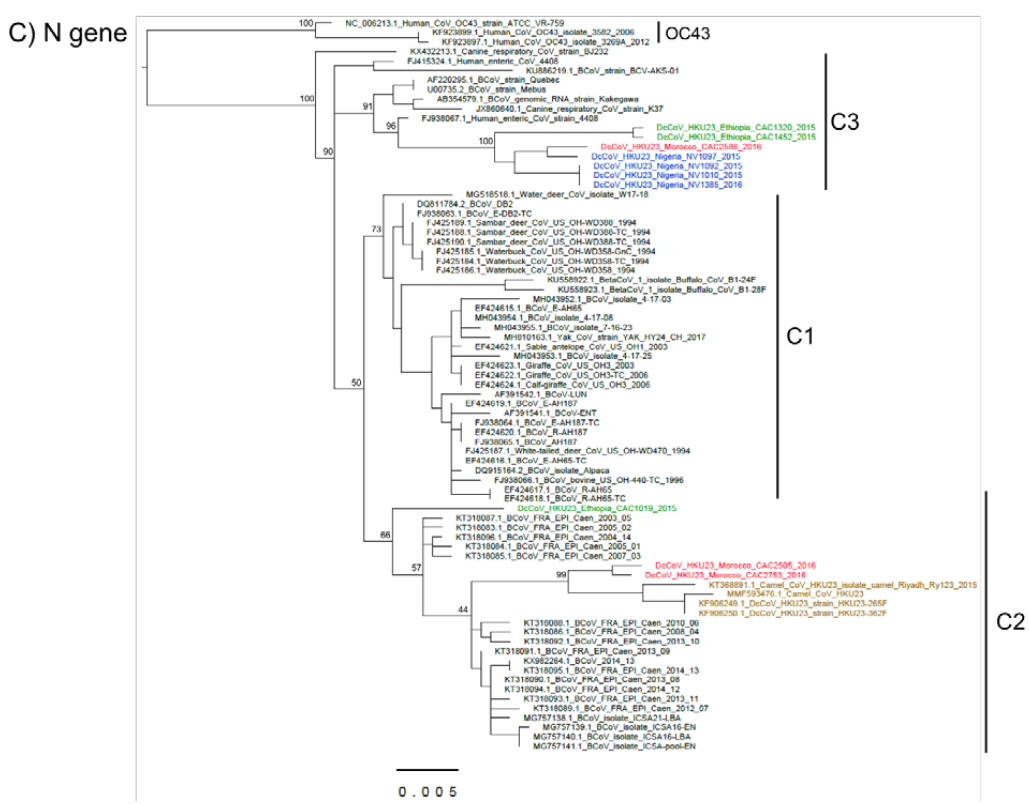 C) N gene
100
NC_006213.1_Human_CoV_OC43_strain_ATCC_VR-759
KF923899.1_Human_CoV_OC43_isolate_3582_2006
KF923897.1_Human_CoV_OC43_isolate_3269A_2012
OC43
KX432213.1_Canine_respiratory_CoV_strain_BJ232
FJ415324.1_Human_enteric_CoV_4408
KU886219.1_BCoV_strain_BCV-AKS-01
100
AF220295.1_BCoV_strain_Quebec
U00735.2_BCoV_strain_Mebus
91
AB354579.1_BCoV_genomic_RNA_strain_Kakegawa
JX860640.1_Canine_respiratory_CoV_strain_K37
FJ938067.1_Human_enteric_CoV_strain_4408
C3
96
DcCoV_HKU23_Ethiopia_CAC1320_2015
DcCoV_HKU23_Ethiopia_CAC1452_2015
100
DcCoV_HKU23_Morocco_CAC2586_2016
90
DcCoV_HKU23_Nigeria_NV1097_2015
DcCoV_HKU23_Nigeria_NV1092_2015
DcCoV_HKU23_Nigeria_NV1010_2015
DcCoV_HKU23_Nigeria_NV1385_2016
MG518518.1_Water_deer_CoV_isolate_W17-18
DQ811784.2_BCoV_DB2
FJ938063.1_BCoV_E-DB2-TC
73
FJ425189.1_Sambar_deer_CoV_US_OH-WD388_1994
FJ425188.1_Sambar_deer_CoV_US_OH-WD388-TC_1994
FJ425190.1_Sambar_deer_CoV_US_OH-WD388-TC_1994
FJ425185.1_Waterbuck_CoV_US_OH-WD358-GnC_1994
FJ425184.1_Waterbuck_CoV_US_OH-WD358-TC_1994
FJ425186.1_Waterbuck_CoV_US_OH-WD358_1994
KU558922.1_BetaCoV_1_isolate_Buffalo_CoV_B1-24F
KU558923.1_BetaCoV_1_isolate_Buffalo_CoV_B1-28F
MH043952.1_BCoV_isolate_4-17-03
EF424615.1_BCoV_E-AH65
MH043954.1_BCoV_isolate_4-17-08
MH043955.1_BCoV_isolate_7-16-23
MH810163.1_Yak_CoV_strain_YAK_HY24_CH_2017
C1
EF424621.1_Sable_antelope_CoV_US_OH1_2003
MH043953.1_BCoV_isolate_4-17-25
EF424623.1_Giraffe_CoV_US_OH3_2003
EF424622.1_Giraffe_CoV_US_OH3-TC_2006
50
EF424624.1_Calf-giraffe_CoV_US_OH3_2006
AF391542.1_BCoV-LUN
EF424619.1_BCoV_E-AH187
AF391541.1_BCoV-ENT
FJ938064.1_BCoV_E-AH187-TC
EF424620.1_BCoV_R-AH187
FJ938065.1_BCoV_AH187
FJ425187.1_White-tailed_deer_CoV_US_OH-WD470_1994
EF424616.1_BCoV_E-AH65-TC
DQ915164.2_BCoV_isolate_Alpaca
FJ938066.1_BCoV_bovine_US_OH-440-TC_1996
EF424617.1_BCoV_R-AH65
EF424618.1_BCoV_R-AH65-TC
DcCoV_HKU23_Ethiopia_CAC1019_2015
KT318087.1_BCoV_FRA_EPI_Caen_2003_05
KT318083.1_BCoV_FRA_EPI_Caen_2005_02
66
KT318096.1_BCoV_FRA_EPI_Caen_2004_14
KT318084.1_BCoV_FRA_EPI_Caen_2005_01
KT318085.1_BCoV_FRA_EPI_Caen_2007_03
57
DcCoV_HKU23_Morocco_CAC2505_2016
99
DcCoV_HKU23_Morocco_CAC2753_2016
KT368891.1_Camel_CoV_HKU23_isolate_camel_Riyadh_Ry123_2015
MMF593476.1_Camel_CoV_HKU23
KF906249.1_DcCoV_HKU23_strain_HKU23-265F
44
KF906250.1_DcCoV_HKU23_strain_HKU23-362F
C2
KT318088.1_BCoV_FRA_EPI_Caen_2010_06
KT318086.1_BCoV_FRA_EPI_Caen_2008_04
KT318092.1_BCoV_FRA_EPI_Caen_2013_10
KT318091.1_BCoV_FRA_EPI_Caen_2013_09
KX982264.1_BCoV_2014_13
KT318095.1_BCoV_FRA_EPI_Caen_2014_13
KT318090.1_BCoV_FRA_EPI_Caen_2013_08
KT318094.1_BCoV_FRA_EPI_Caen_2014_12
KT318093.1_BCoV_FRA_EPI_Caen_2013_11
KT318089.1_BCoV_FRA_EPI_Caen_2012_07
MG757138.1_BCoV_isolate_ICSA21-LBA
MG757139.1_BCoV_isolate_ICSA16-EN
MG757140.1_BCoV_isolate_ICSA16-LBA
MG757141.1_BCoV_isolate_ICSA-pool-EN
0.005